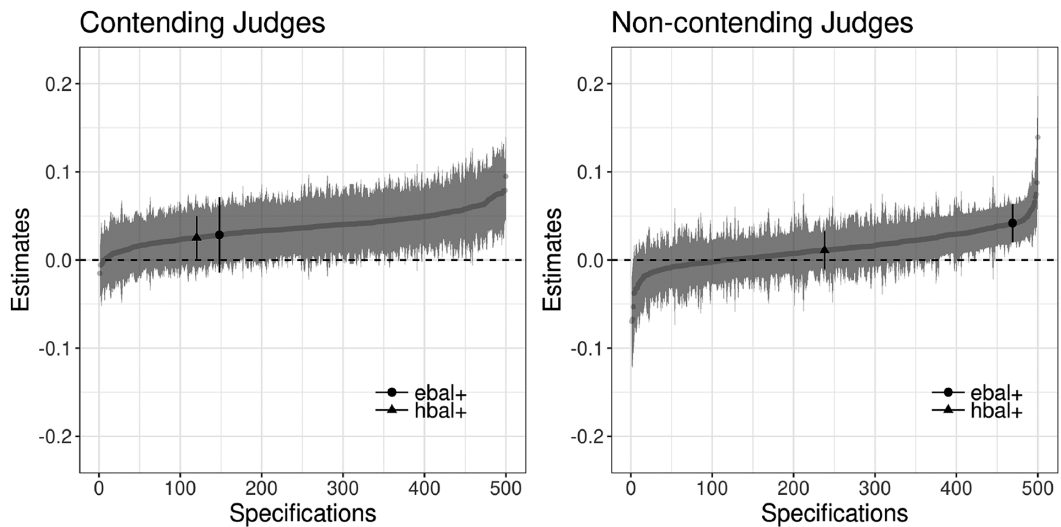 Contending Judges
0.2
0.1
0.0
-0.1
-0.2
Estimates
ebal+
hbal+
0 100 200 300 400 500
Specifications
Non-contending Judges
0.2
0.1
0.0
-0.1
-0.2
Estimates
ebal+
hbal+
0 100 200 300 400 500
Specifications